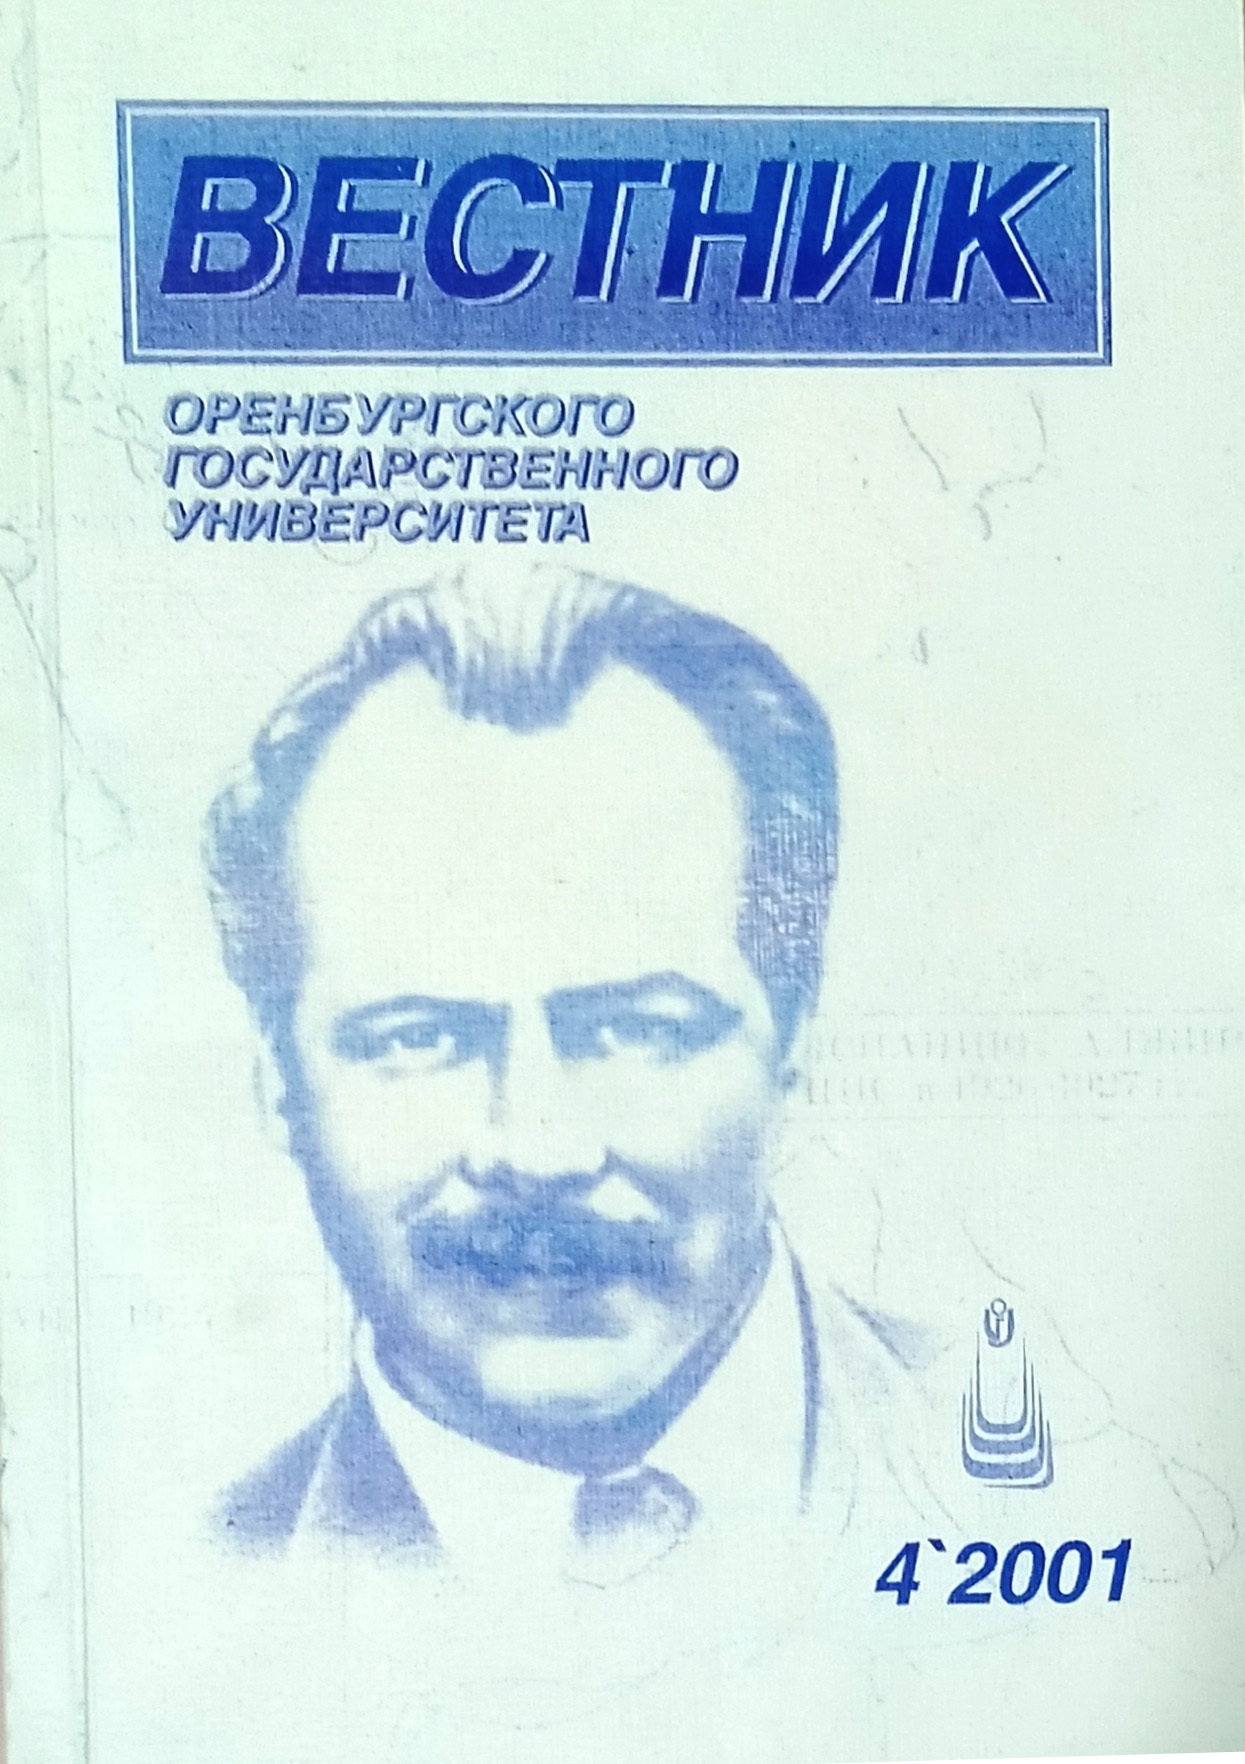 ВЕСТНИК
ОРЕНБУРГСКОГО
ГОСУДАРСТВЕННОГО
УНИВЕРСИТЕТА
4`2001